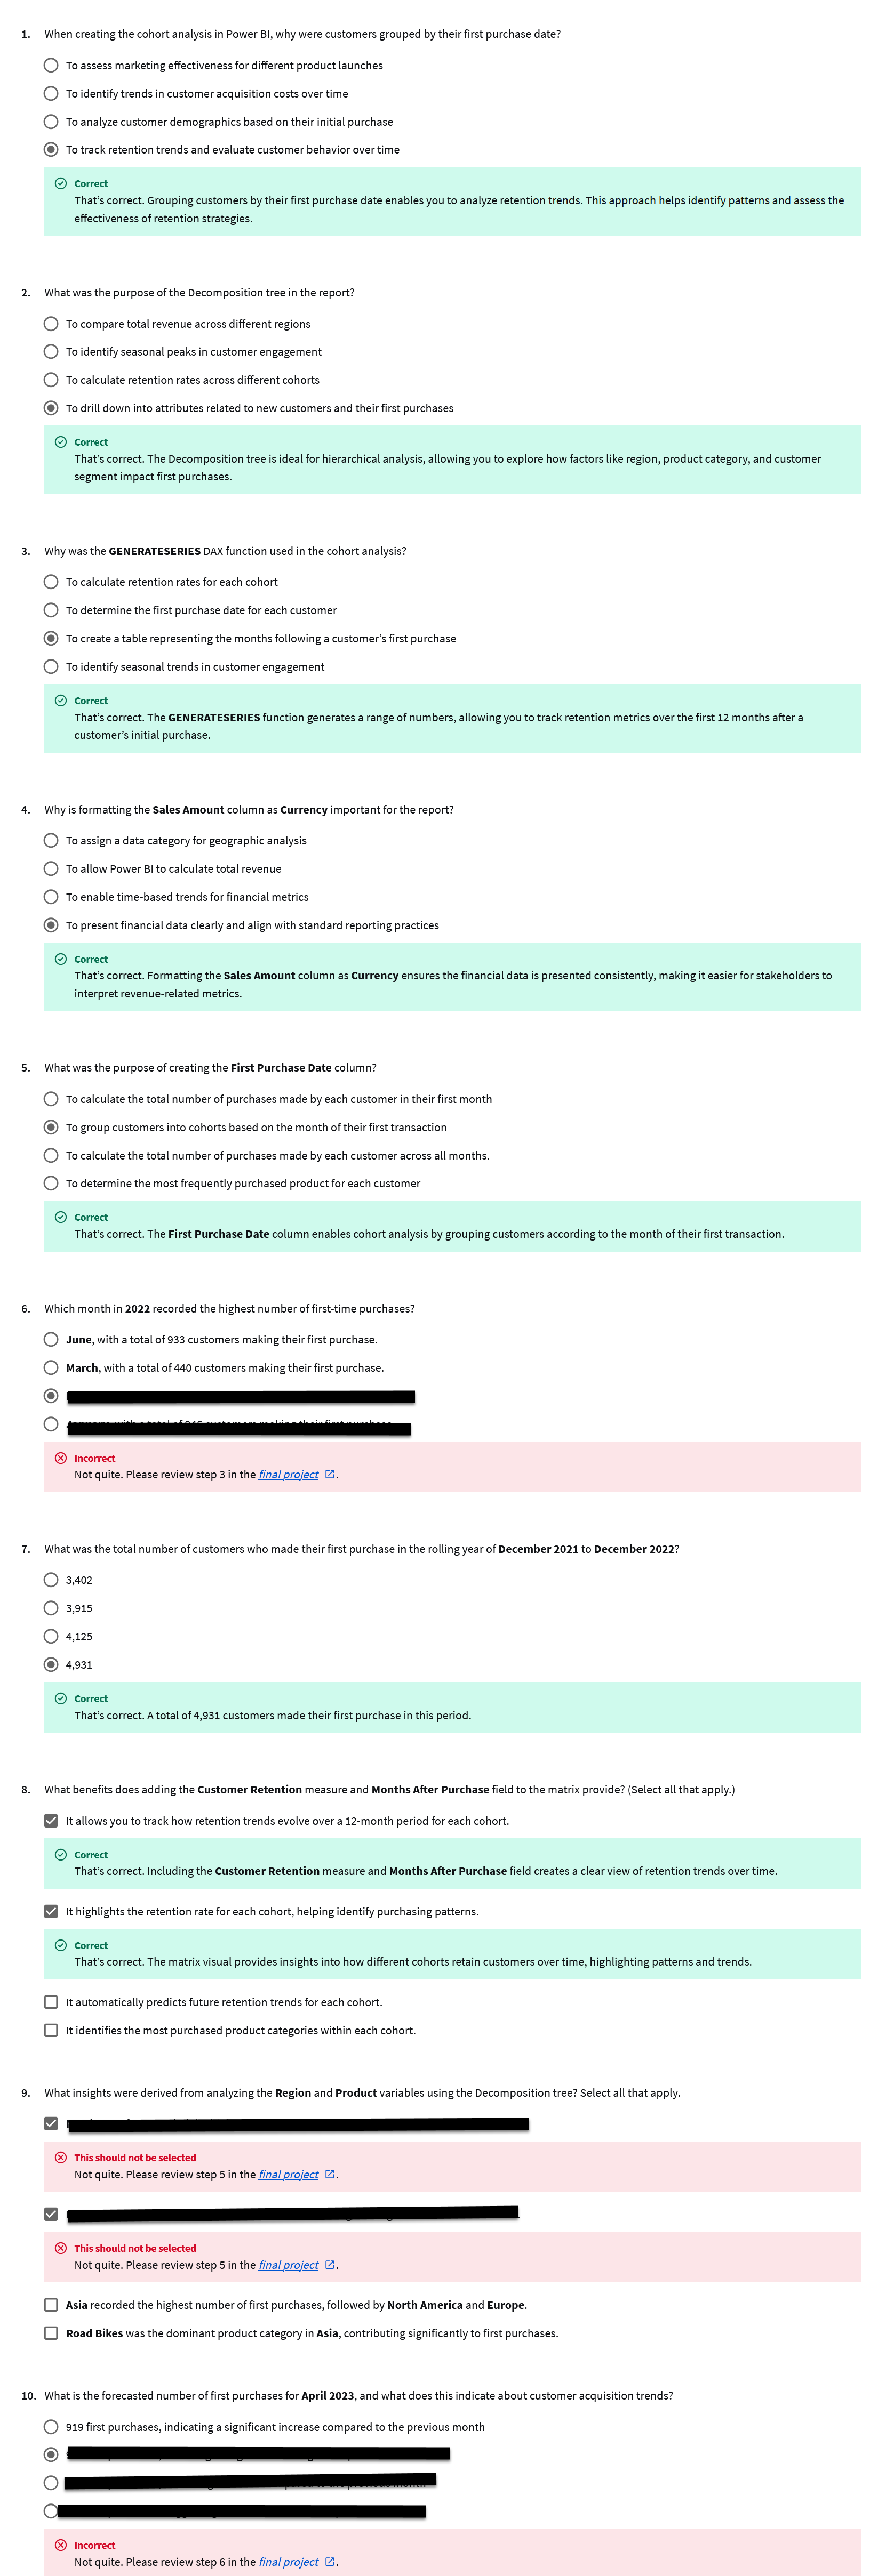 1. When creating the cohort analysis in Power BI, why were customers grouped by their first purchase date?
To assess marketing effectiveness for different product launches
To identify trends in customer acquisition costs over time
To analyze customer demographics based on their initial purchase
To track retention trends and evaluate customer behavior over time
Correct
That's correct. Grouping customers by their first purchase date enables you to analyze retention trends. This approach helps identify patterns and assess the
effectiveness of retention strategies.
2. What was the purpose of the Decomposition tree in the report?
To compare total revenue across different regions
To identify seasonal peaks in customer engagement
To calculate retention rates across different cohorts
To drill down into attributes related to new customers and their first purchases
Correct
That's correct. The Decomposition tree is ideal for hierarchical analysis, allowing you to explore how factors like region, product category, and customer
segment impact first purchases.
3. Why was the GENERATESERIES DAX function used in the cohort analysis?
To calculate retention rates for each cohort
To determine the first purchase date for each customer
To create a table representing the months following a customer's first purchase
To identify seasonal trends in customer engagement
Correct
That's correct. The GENERATESERIES function generates a range of numbers, allowing you to track retention metrics over the first 12 months after a
customer's initial purchase.
4. Why is formatting the Sales Amount column as Currency important for the report?
To assign a data category for geographic analysis
To allow Power BI to calculate total revenue
To enable time-based trends for financial metrics
To present financial data clearly and align with standard reporting practices
Correct
That's correct. Formatting the Sales Amount column as Currency ensures the financial data is presented consistently, making it easier for stakeholders to
interpret revenue-related metrics.
5. What was the purpose of creating the First Purchase Date column?
To calculate the total number of purchases made by each customer in their first month
To group customers into cohorts based on the month of their first transaction
To calculate the total number of purchases made by each customer across all months.
To determine the most frequently purchased product for each customer
Correct
That's correct. The First Purchase Date column enables cohort analysis by grouping customers according to the month of their first transaction.
6. Which month in 2022 recorded the highest number of first-time purchases?
June, with a total of 933 customers making their first purchase.
March, with a total of 440 customers making their first purchase.
Incorrect
Not quite. Please review step 3 in the final project.
7. What was the total number of customers who made their first purchase in the rolling year of December 2021 to December 2022?
3,402
3,915
4,125
4,931
Correct
That's correct. A total of 4,931 customers made their first purchase in this period.
8. What benefits does adding the Customer Retention measure and Months After Purchase field to the matrix provide? (Select all that apply.)
It allows you to track how retention trends evolve over a 12-month period for each cohort.
Correct
That's correct. Including the Customer Retention measure and Months After Purchase field creates a clear view of retention trends over time.
It highlights the retention rate for each cohort, helping identify purchasing patterns.
Correct
That's correct. The matrix visual provides insights into how different cohorts retain customers over time, highlighting patterns and trends.
It automatically predicts future retention trends for each cohort.
It identifies the most purchased product categories within each cohort.
9. What insights were derived from analyzing the Region and Product variables using the Decomposition tree? Select all that apply.
This should not be selected
Not quite. Please review step 5 in the final project.
This should not be selected
Not quite. Please review step 5 in the final project.
Asia recorded the highest number of first purchases, followed by North America and Europe.
Road Bikes was the dominant product category in Asia, contributing significantly to first purchases.
10. What is the forecasted number of first purchases for April 2023, and what does this indicate about customer acquisition trends?
919 first purchases, indicating a significant increase compared to the previous month
Incorrect
Not quite. Please review step 6 in the final project.